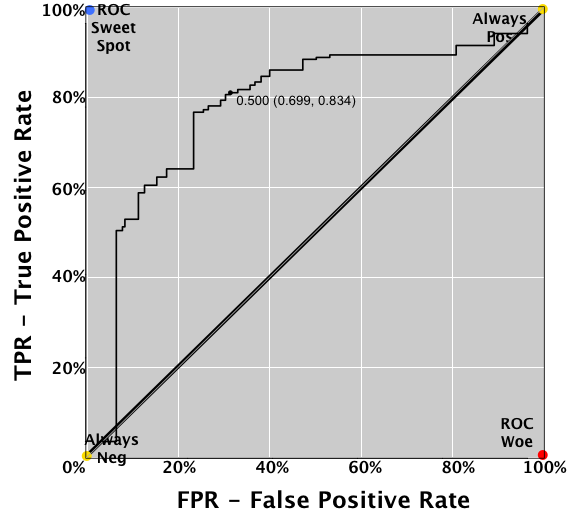 100%
ROC
Sweet
Spot
Always
Pos
80%
0.500 (0.699, 0.834)
60%
40%
20%
Always
Neg
ROC
Woe
0%
20%
40%
60%
80%
100%
TPR – True Positive Rate
FPR – False Positive Rate